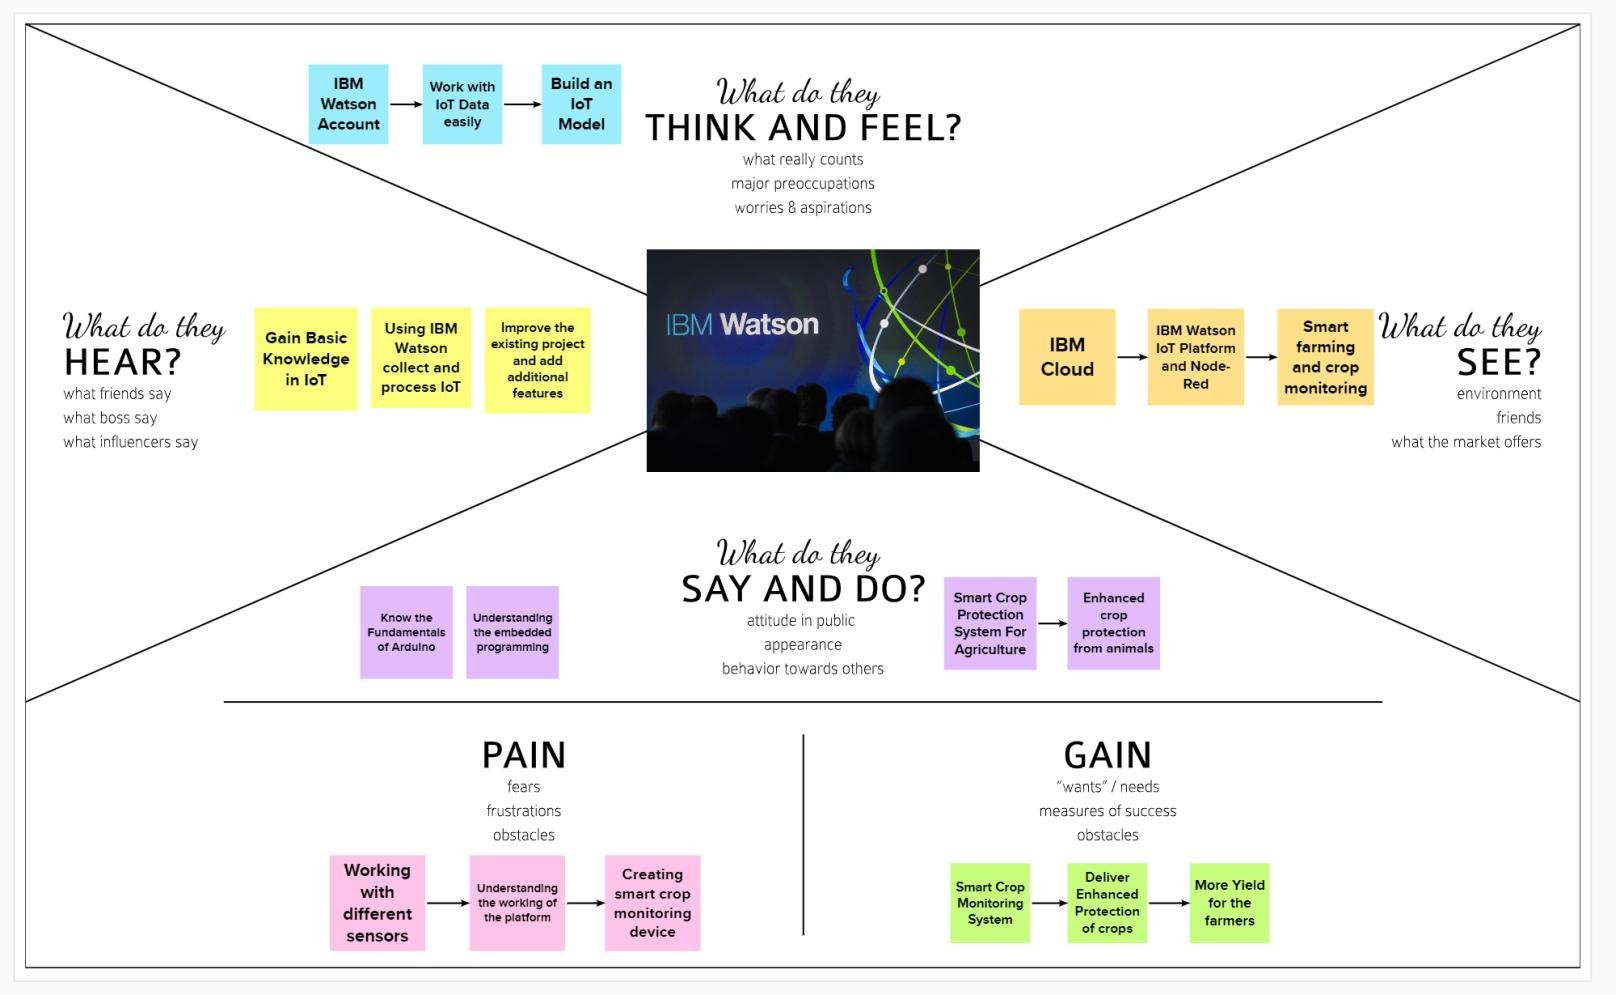 IBM
Watson
Account
Work with
IoT Data
easily
Build an
IoT
Model
What do they
THINK AND FEEL?
what really counts
major preoccupations
worries & aspirations
What do they
HEAR?
what friends say
what boss say
what influencers say
Gain Basic
Knowledge
in IoT
Using IBM
Watson
collect and
process IoT
Improve the
existing project
and add
additional
features
IBM Watson
IBM
Cloud
IBM Watson
IoT Platform
and Node-
Red
Smart
farming
and crop
monitoring
What do they
SEE?
environment
friends
what the market offers
What do they
SAY AND DO?
attitude in public
appearance
behavior towards others
Know the
Fundamentals
of Arduino
Understanding
the embedded
programming
Smart Crop
Protection
System For
Agriculture
Enhanced
crop
protection
from animals
PAIN
fears
frustrations
obstacles
Working
with
different
sensors
Understanding
the working of
the platform
Creating
smart crop
monitoring
device
GAIN
"wants" / needs
measures of success
obstacles
Smart Crop
Monitoring
System
Deliver
Enhanced
Protection
of crops
More Yield
for the
farmers